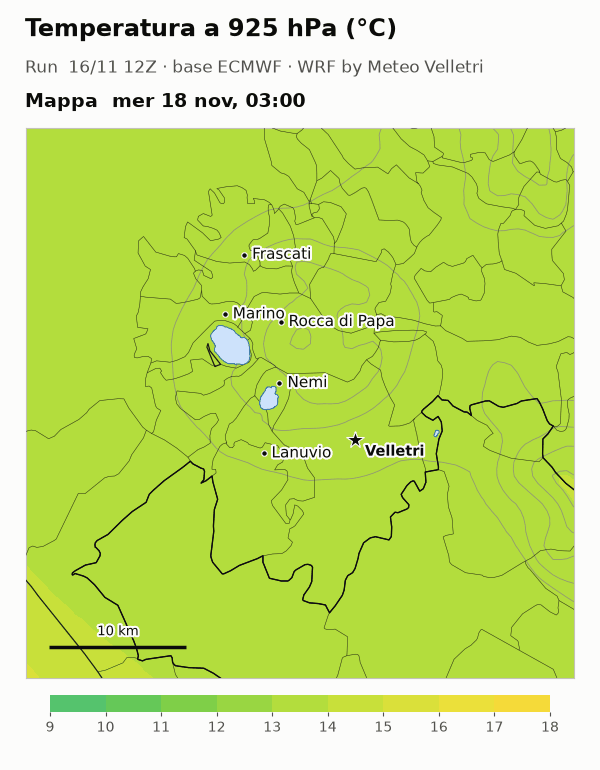 Temperatura a 925 hPa (°C)
Run  16/11 12Z · base ECMWF · WRF by Meteo Velletri
Mappa  mer 18 nov, 03:00
Frascati
Marino
Rocca di Papa
Nemi
Velletri
Lanuvio
10 km
9 10 11 12 13 14 15 16 17 18